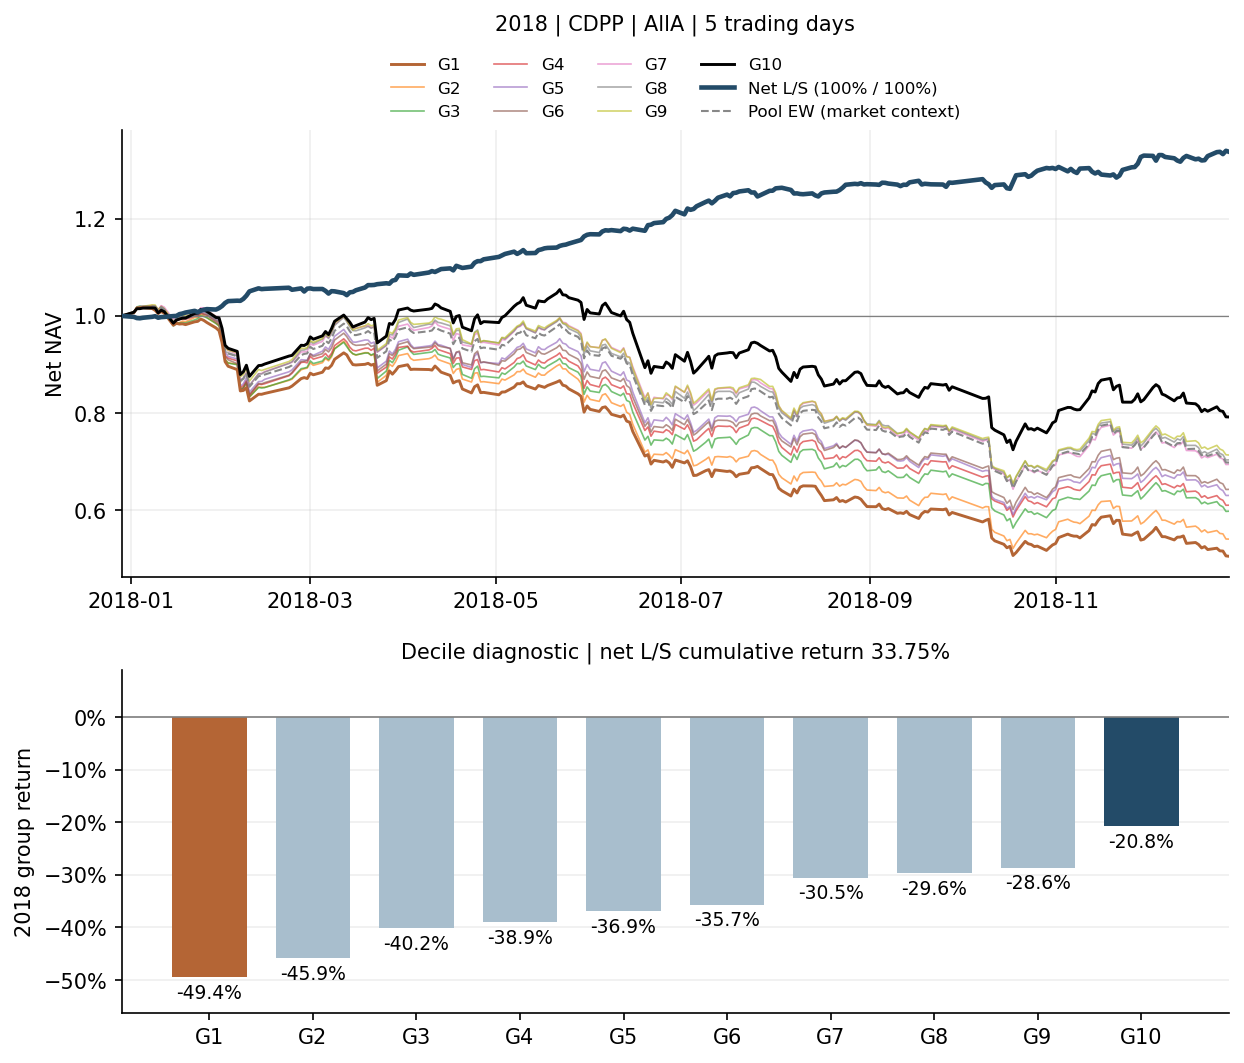 2018 | CDPP | AllA | 5 trading days
G1 G4 G7 G10
G2 G5 G8 Net L/S (100% / 100%)
G3 G6 G9 Pool EW (market context)
Net NAV
1.2
1.0
0.8
0.6
2018-01 2018-03 2018-05 2018-07 2018-09 2018-11
Decile diagnostic | net L/S cumulative return 33.75%
2018 group return
0%
−10%
−20%
−30%
−40%
−50%
-49.4% -45.9% -40.2% -38.9% -36.9% -35.7% -30.5% -29.6% -28.6% -20.8%
G1 G2 G3 G4 G5 G6 G7 G8 G9 G10